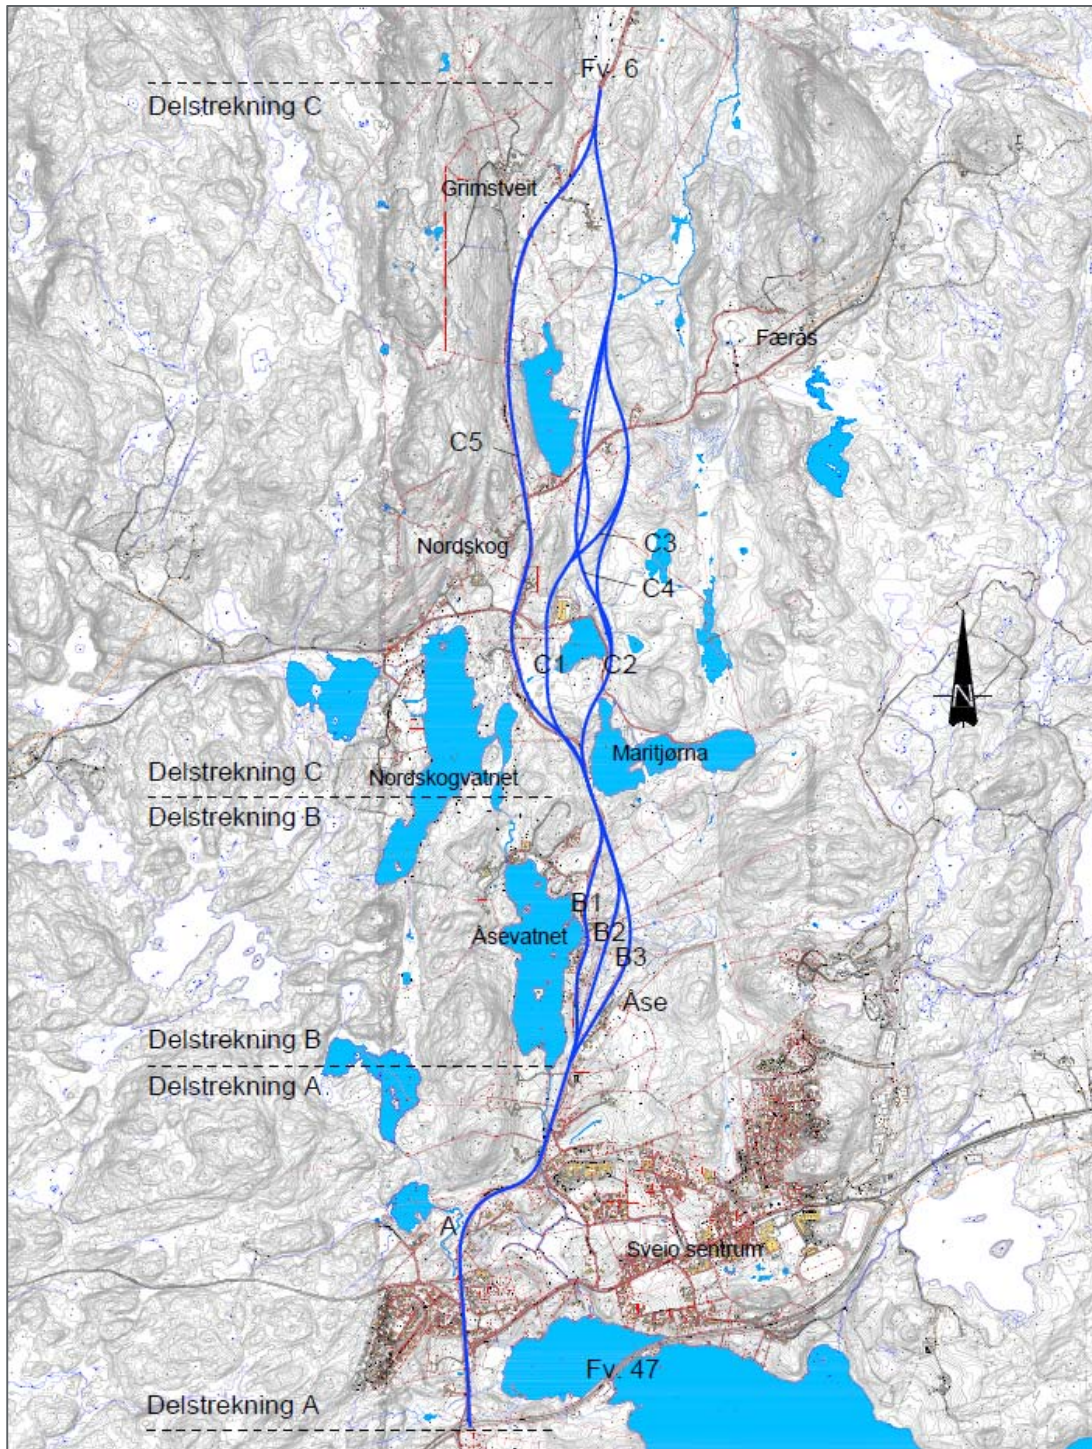 Fv. 6
Delstrekning C
Grimstveit
Færås
C5
Nordskog
C3
C4
C1
C2
Maritjørna
Delstrekning C
Nordskogvatnet
Delstrekning B
B1
Åsevatnet
B2
B3
Åse
Delstrekning B
Delstrekning A
A
Sveio sentrum
Fv. 47
Delstrekning A
N